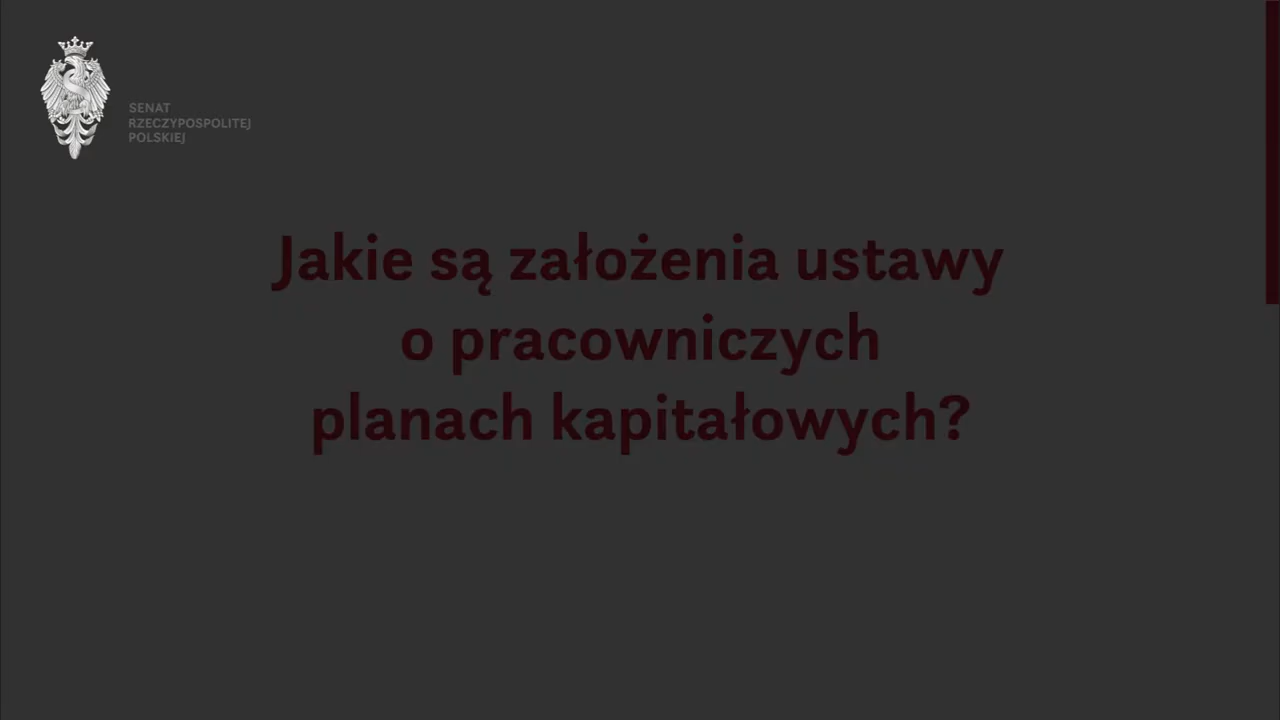 SENAT
RZECZYPOSPOLITEJ
POLSKIEJ
Jakie są założenia ustawy
o pracowniczych
planach kapitałowych?